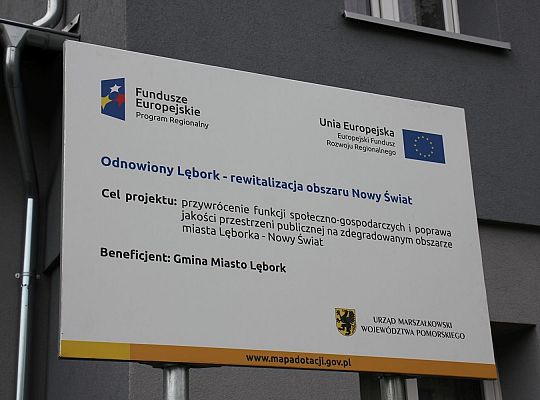 Fundusze
Europejskie
Program Regionalny
Unia Europejska
Europejski Fundusz
Rozwoju Regionalnego
Odnowiony Lębork - rewitalizacja obszaru Nowy Świat
Cel projektu: przywrócenie funkcji społeczno-gospodarczych i poprawa
jakości przestrzeni publicznej na zdegradowanym obszarze
miasta Lęborka - Nowy Świat
Beneficjent: Gmina Miasto Lębork
URZĄD MARSZAŁKOWSKI
WOJEWÓDZTWA POMORSKIEGO
www.mapadotacji.gov.pl